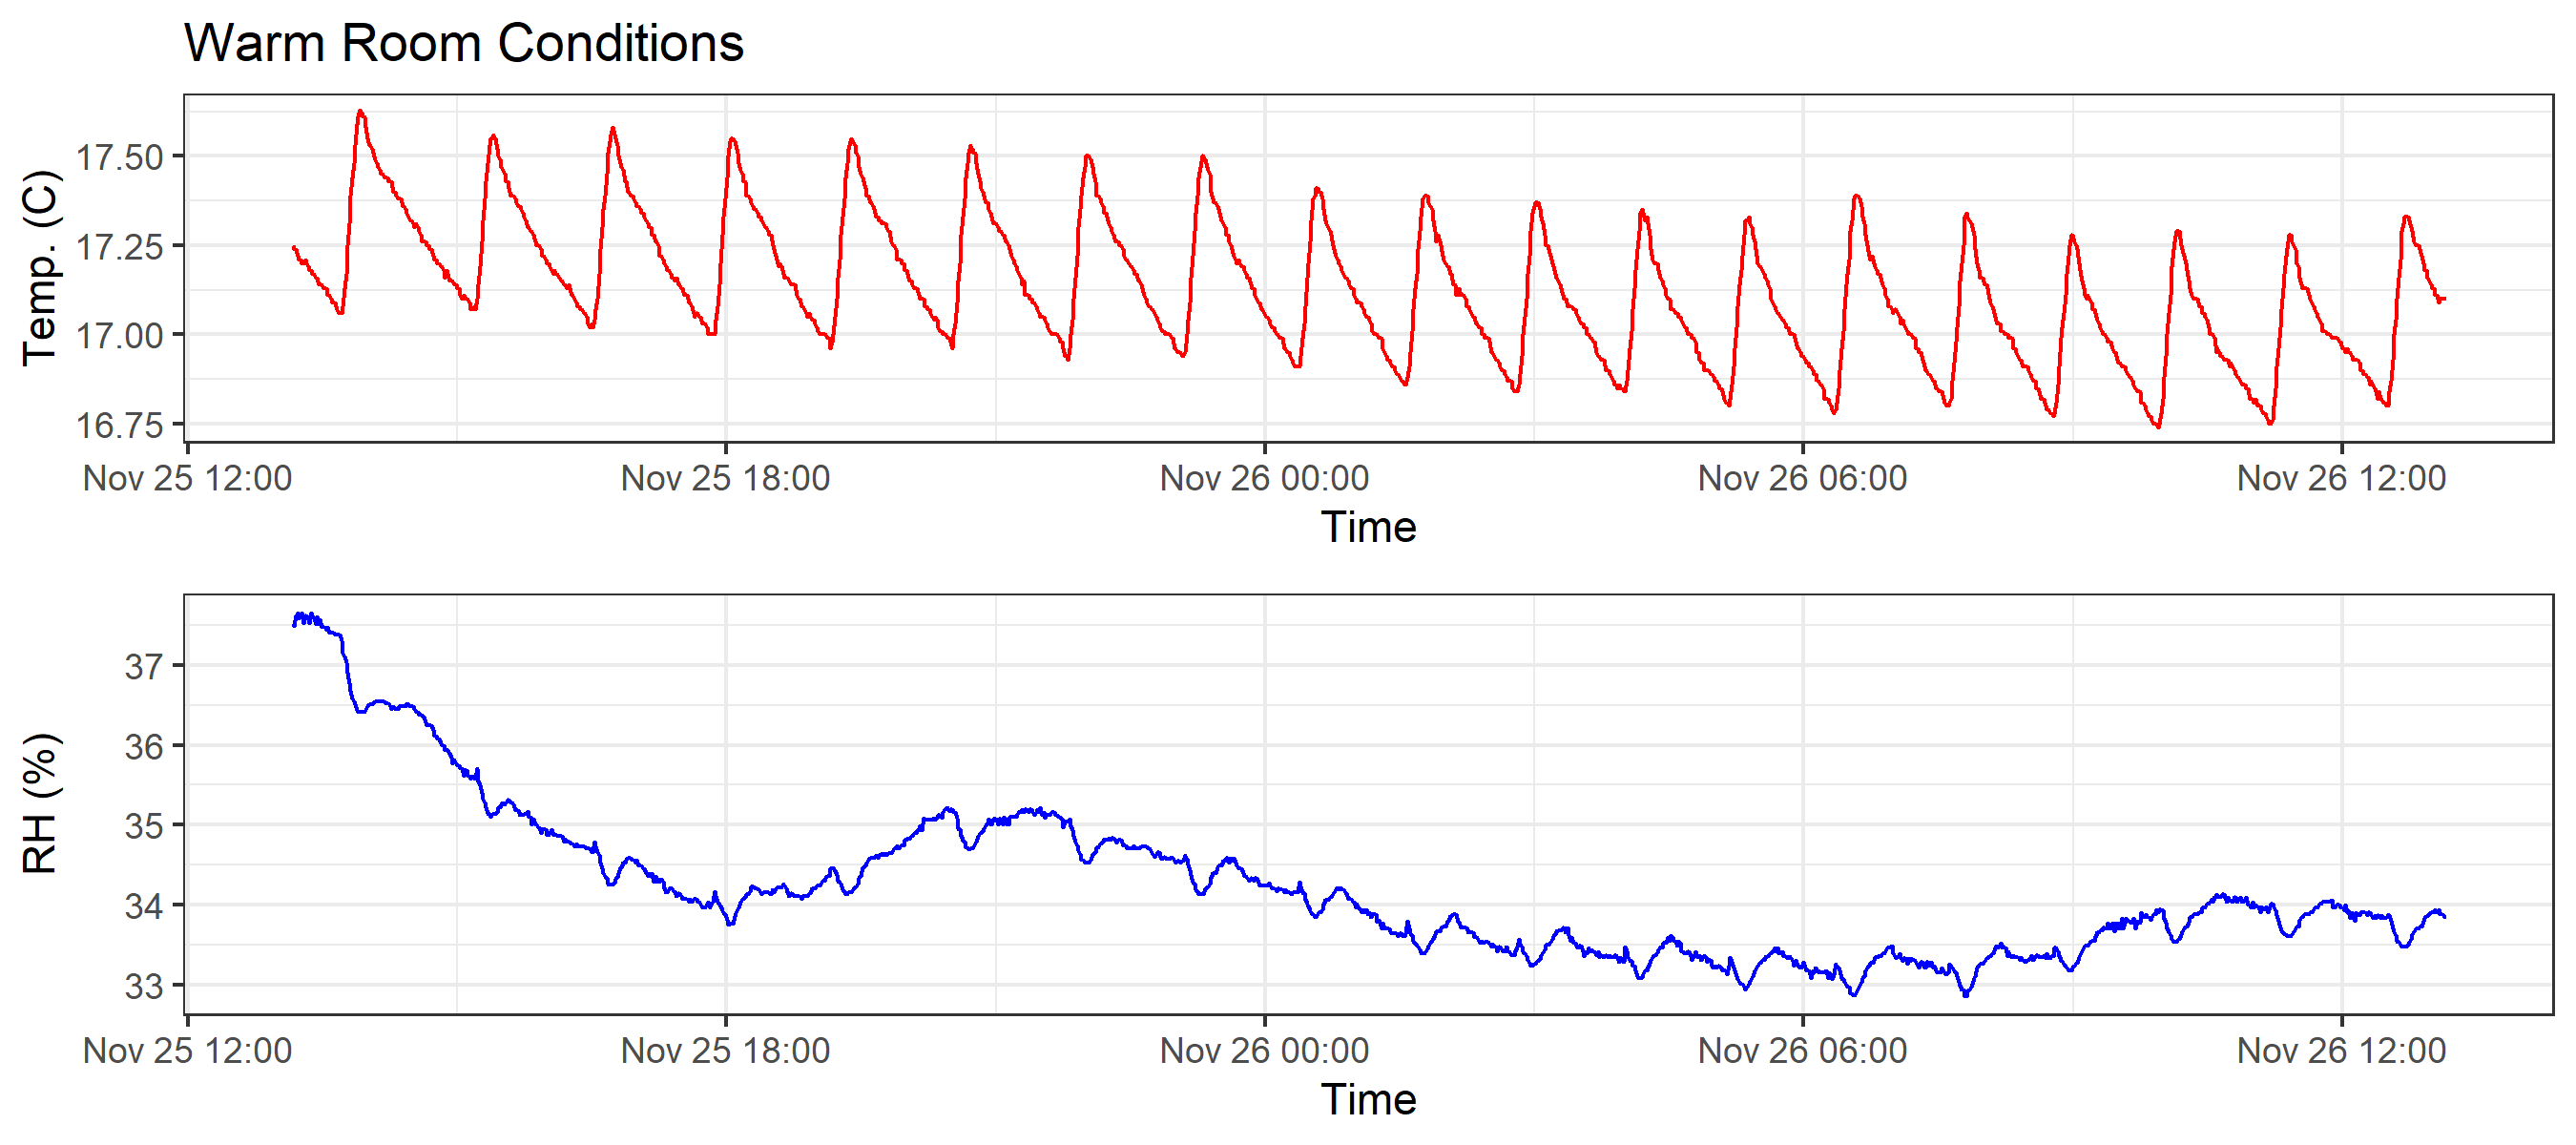 Warm Room Conditions
Temp. (C)
17.50
17.25
17.00
16.75
Nov 25 12:00 Nov 25 18:00 Nov 26 00:00 Nov 26 06:00 Nov 26 12:00
Time
RH (%)
37
36
35
34
33
Nov 25 12:00 Nov 25 18:00 Nov 26 00:00 Nov 26 06:00 Nov 26 12:00
Time